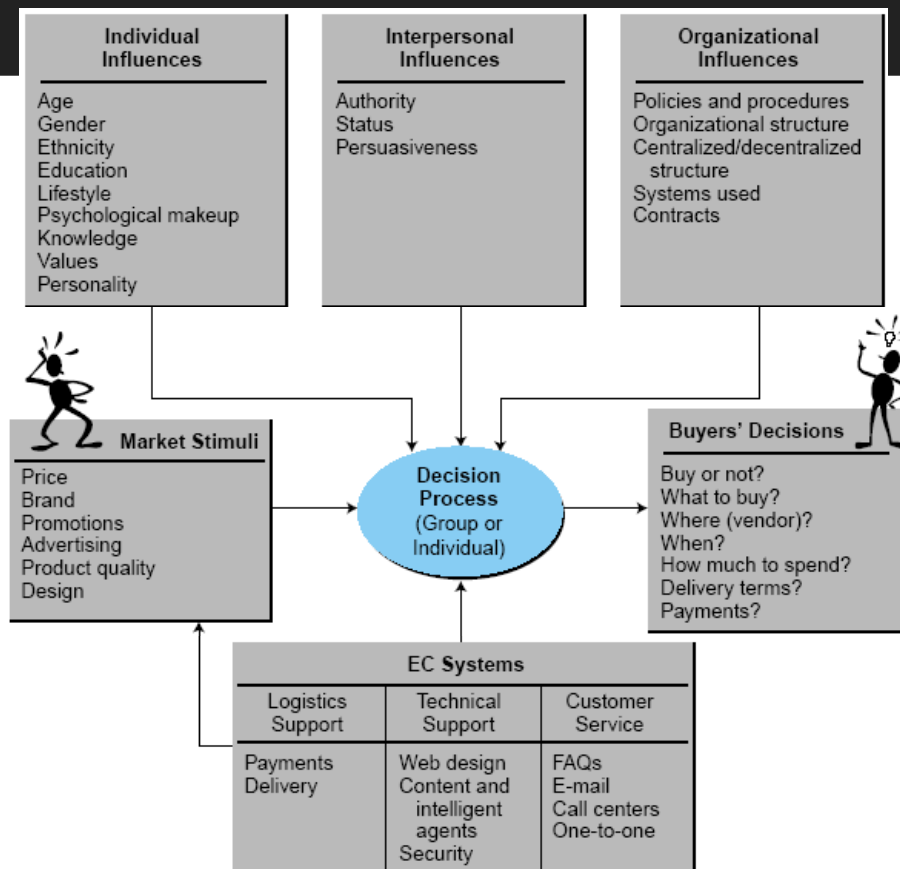 Individual
Influences
Age
Gender
Ethnicity
Education
Lifestyle
Psychological makeup
Knowledge
Values
Personality
Interpersonal
Influences
Authority
Status
Persuasiveness
Organizational
Influences
Policies and procedures
Organizational structure
Centralized/decentralized
structure
Systems used
Contracts
Market Stimuli
Price
Brand
Promotions
Advertising
Product quality
Design
Decision
Process
(Group or
Individual)
Buyers' Decisions
Buy or not?
What to buy?
Where (vendor)?
When?
How much to spend?
Delivery terms?
Payments?
EC Systems
Logistics
Support
Payments
Delivery
Technical
Support
Web design
Content and
intelligent
agents
Security
Customer
Service
FAQs
E-mail
Call centers
One-to-one